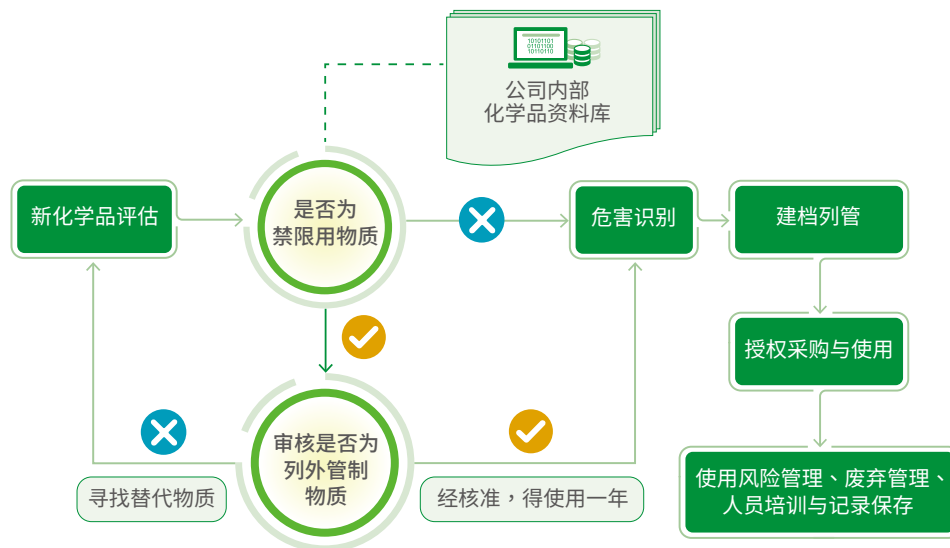 10101101
01101100
10110110
公司内部
化学品资料库
新化学品评估
是否为
禁限用物质
危害识别
建档列管
授权采购与使用
审核是否为
列外管制
物质
寻找替代物质
经核准，得使用一年
使用风险管理、废弃管理、
人员培训与记录保存